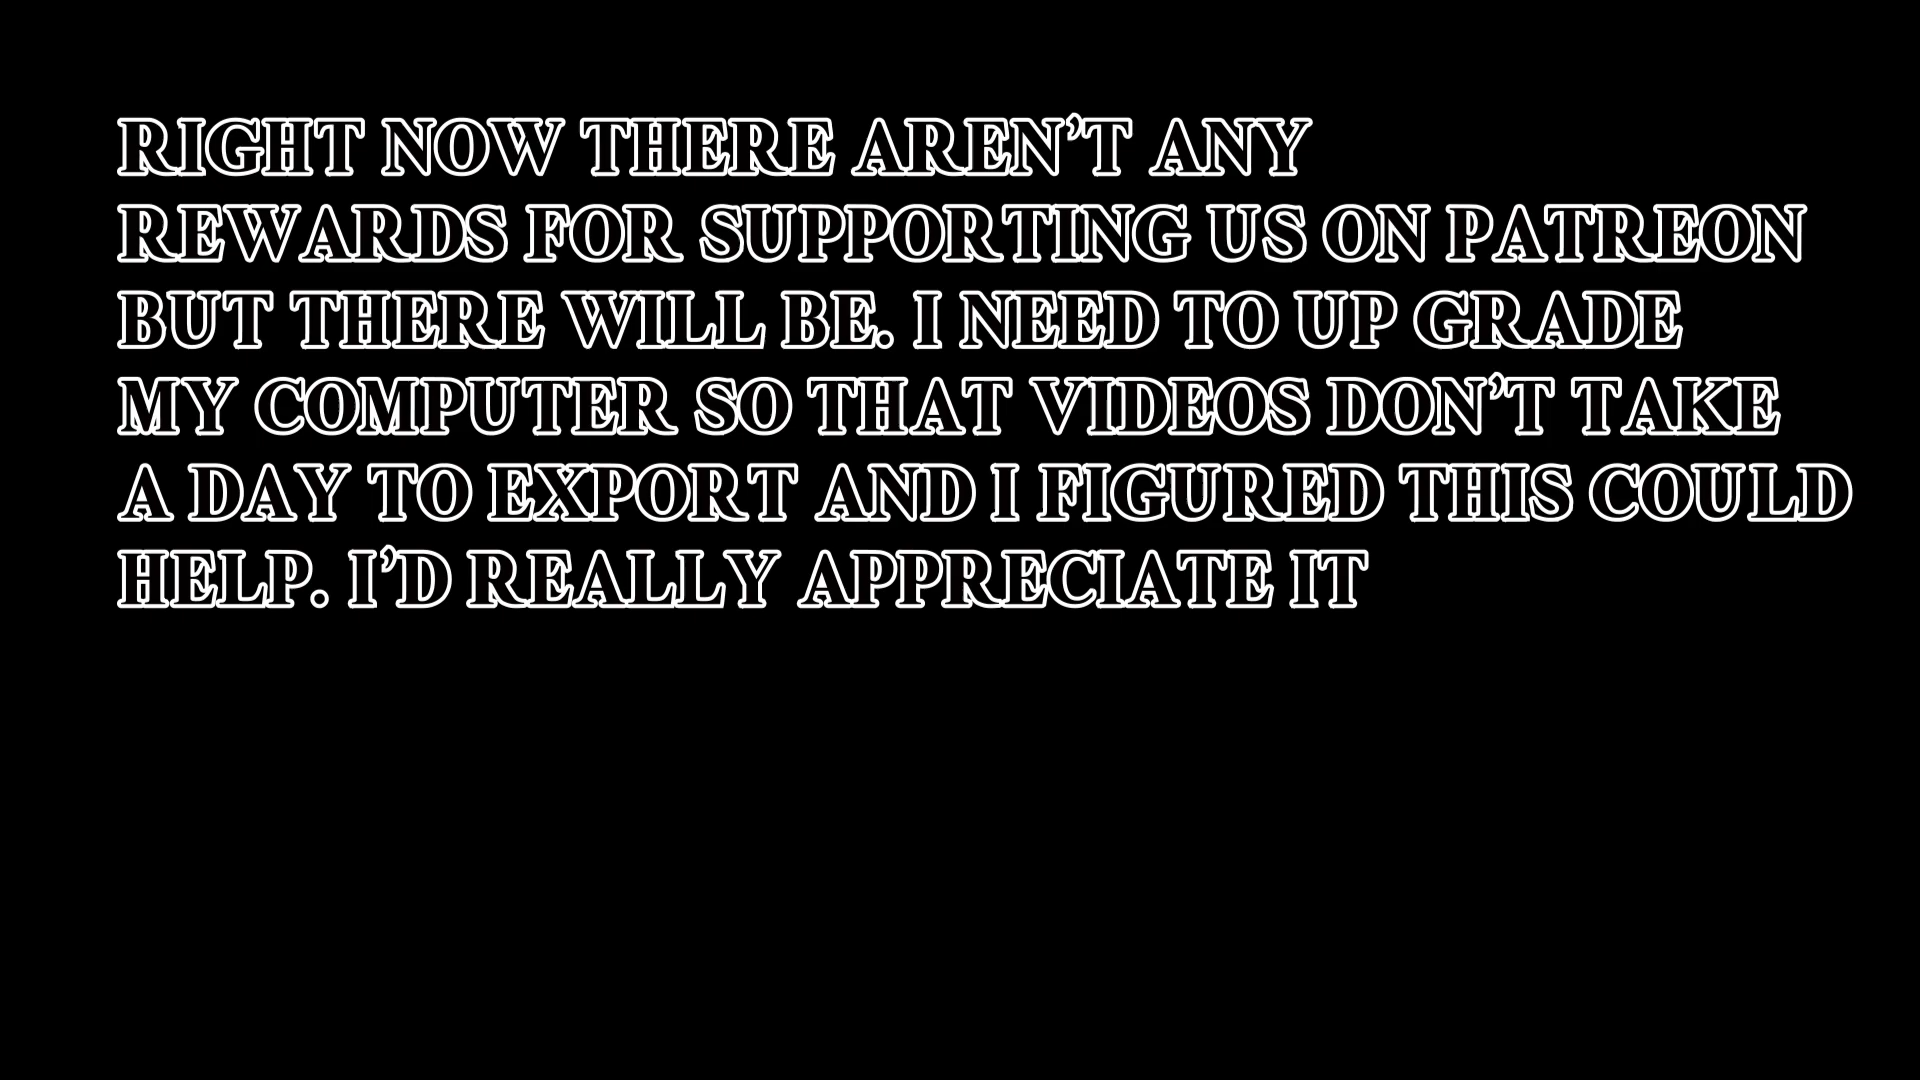 RIGHT NOW THERE AREN’T ANY
REWARDS FOR SUPPORTING US ON PATREON
BUT THERE WILL BE. I NEED TO UP GRADE
MY COMPUTER SO THAT VIDEOS DON’T TAKE
A DAY TO EXPORT AND I FIGURED THIS COULD
HELP. I’D REALLY APPRECIATE IT